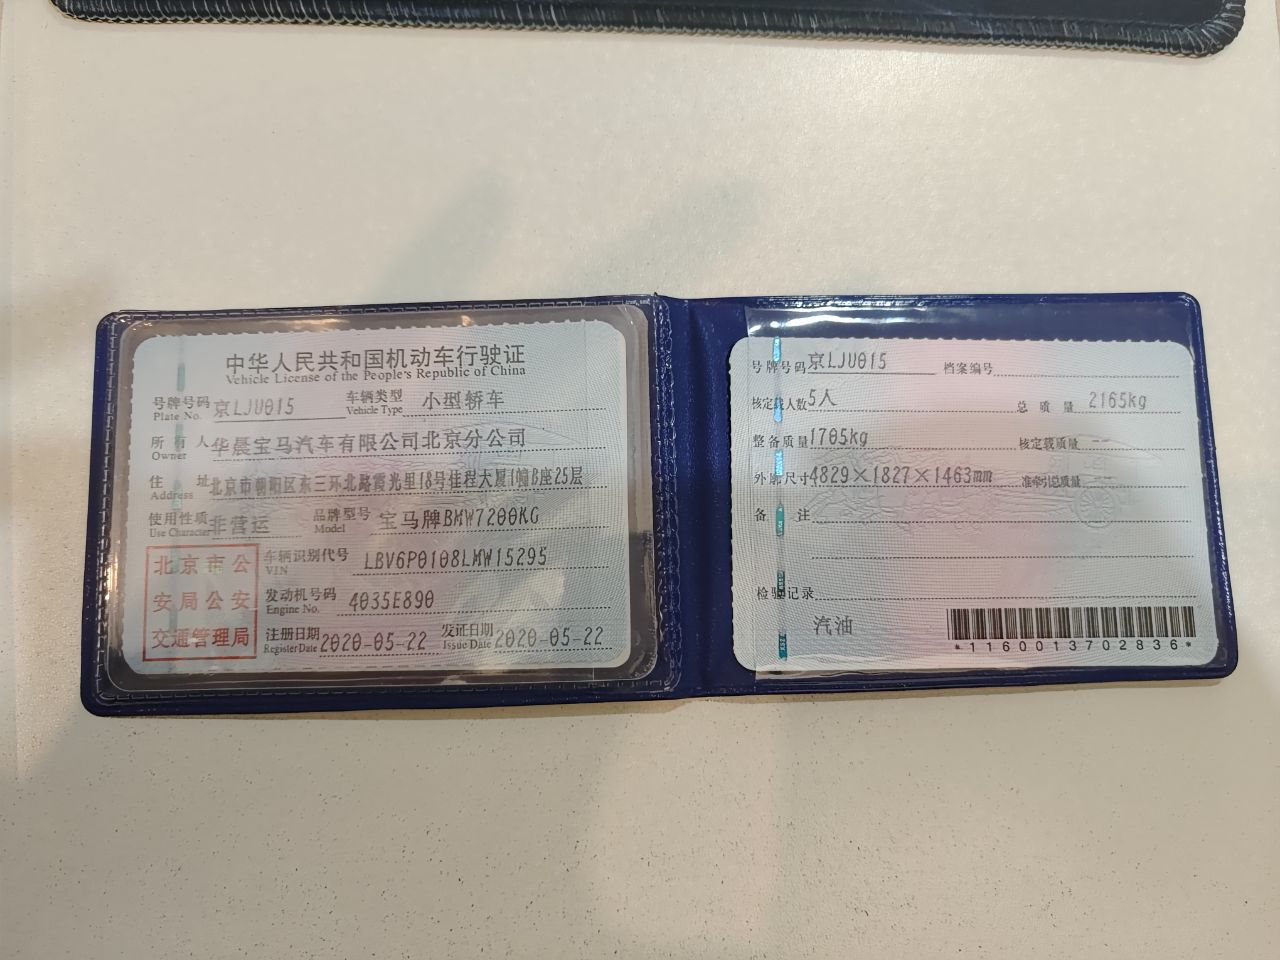 中华人民共和国机动车行驶证
Vehicle License of the People's Republic of China
号牌号码 京LJU015 车辆类型 小型轿车
Plate No. Vehicle Type
所有人 华晨宝马汽车有限公司北京分公司
Owner
住址 北京市朝阳区东三环北路霞光里18号佳程大厦1幢B座25层
Address
使用性质 非营运 品牌型号 宝马牌BMW7200KG
Use Character Model
北京市公
安局公安
交通管理局
车辆识别代号 LBV6P0108LMW15295
VIN
发动机号码 4035E890
Engine No.
注册日期 2020-05-22 发证日期 2020-05-22
Register Date Issue Date
号牌号码 京LJU015 档案编号
核定载人数 5人 总质量 2165kg
整备质量 1705kg 核定载质量 --
外廓尺寸 4829×1827×1463mm 准牵引总质量 --
备注
检验记录
汽油
*1160013702836*